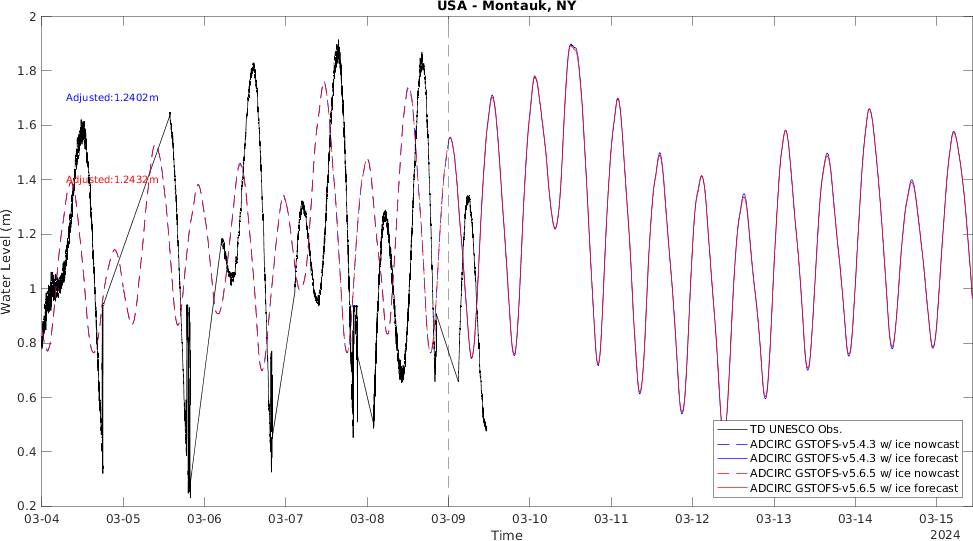 USA - Montauk, NY
2
1.8
1.6
1.4
1.2
1
0.8
0.6
0.4
0.2
Water Level (m)
Adjusted:1.2402m
Adjusted:1.2432m
TD UNESCO Obs.
ADCIRC GSTOFS-v5.4.3 w/ ice nowcast
ADCIRC GSTOFS-v5.4.3 w/ ice forecast
ADCIRC GSTOFS-v5.6.5 w/ ice nowcast
ADCIRC GSTOFS-v5.6.5 w/ ice forecast
03-04 03-05 03-06 03-07 03-08 03-09 03-10 03-11 03-12 03-13 03-14 03-15
Time
2024